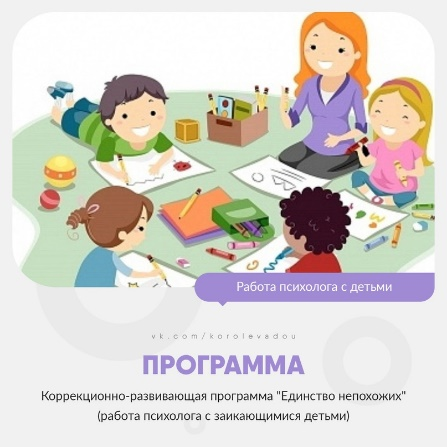 Работа психолога с детьми
vk.com/korolevadou
ПРОГРАММА
Коррекционно-развивающая программа "Единство непохожих"
(работа психолога с заикающимися детьми)